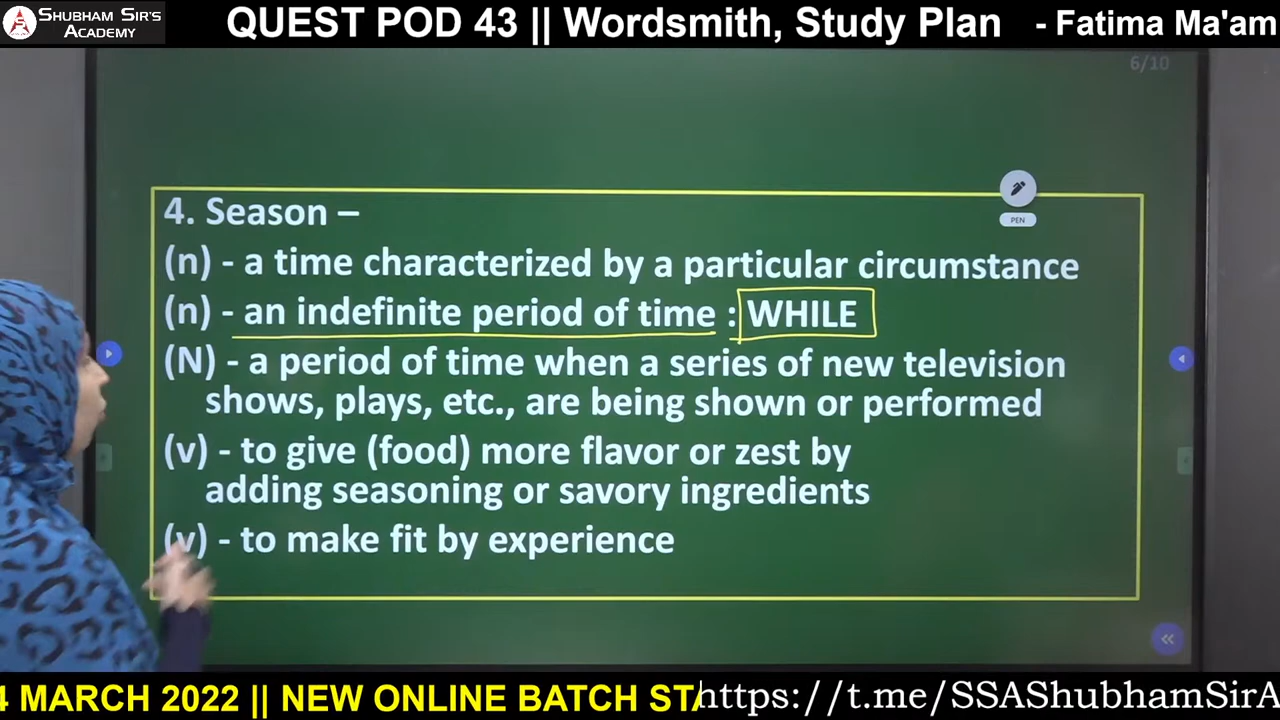 SHUBHAM SIR'S
ACADEMY
QUEST POD 43 || Wordsmith, Study Plan - Fatima Ma'am
6/10
PEN
4. Season –
(n) - a time characterized by a particular circumstance
(n) - an indefinite period of time : WHILE
(N) - a period of time when a series of new television
shows, plays, etc., are being shown or performed
(v) - to give (food) more flavor or zest by
adding seasoning or savory ingredients
(v) - to make fit by experience
4 MARCH 2022 || NEW ONLINE BATCH STA
https://t.me/SSAShubhamSirA